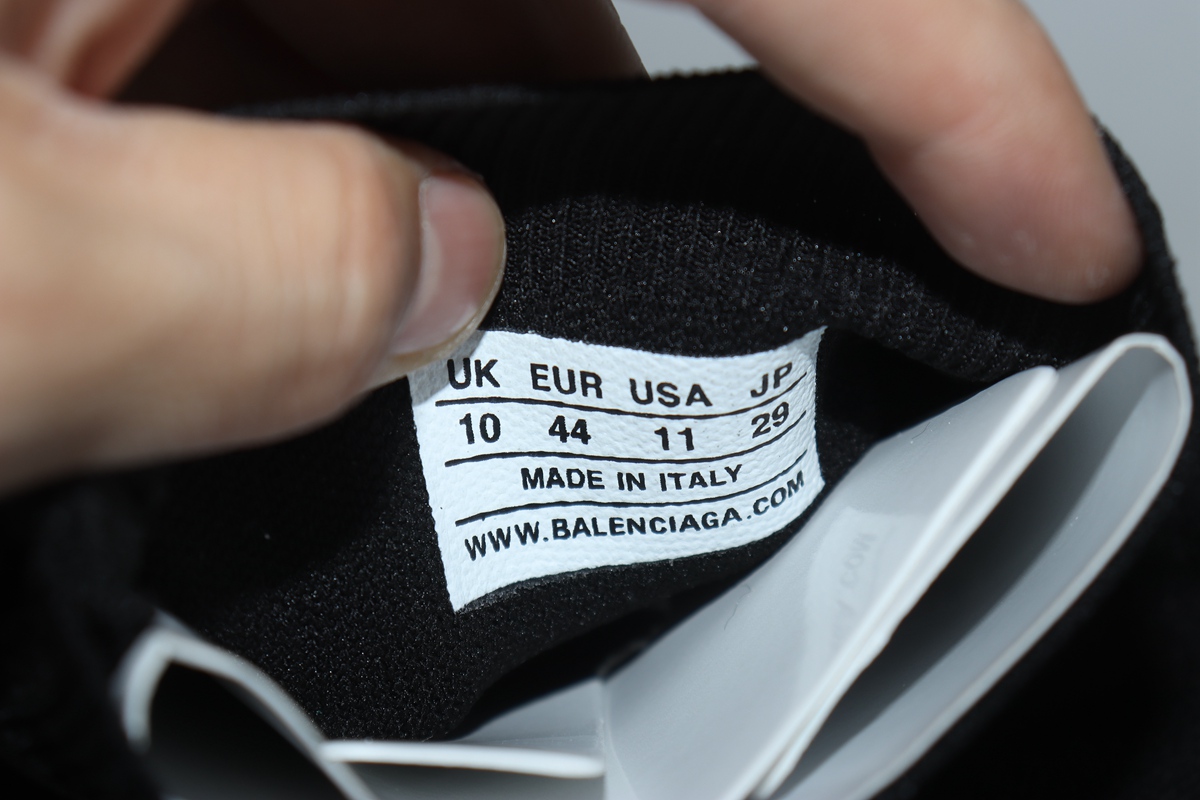 UK EUR USA JP
10 44 11 29
MADE IN ITALY
WWW.BALENCIAGA.COM